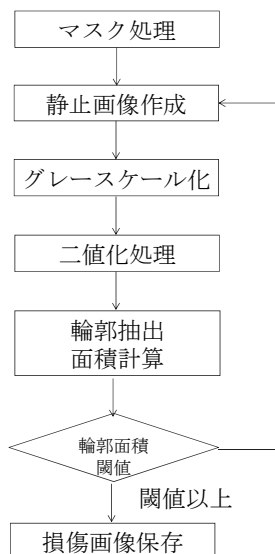 マスク処理
静止画像作成
グレースケール化
二値化処理
輪郭抽出
面積計算
輪郭面積
閾値
閾値以上
損傷画像保存